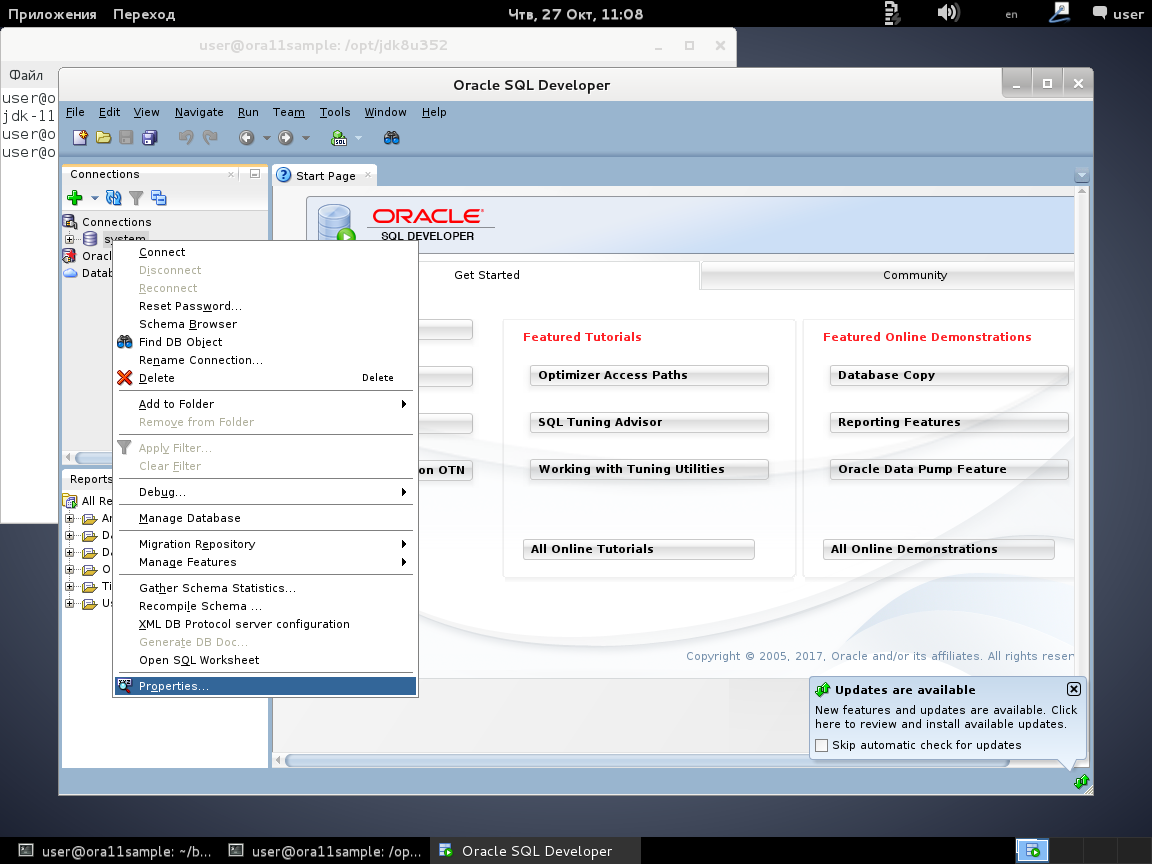 Приложения Переход Чтв, 27 Окт, 11:08 en user
user@ora11sample: /opt/jdk8u352
Файл
user@o
jdk-11
user@o
user@o
Oracle SQL Developer
File Edit View Navigate Run Team Tools Window Help
Connections
Start Page
Connections
system
Oracl
Datab
ORACLE
SQL DEVELOPER
Get Started
Community
Connect
Disconnect
Reconnect
Reset Password...
Schema Browser
Find DB Object
Rename Connection...
Delete Delete
Add to Folder
Remove from Folder
Apply Filter...
Clear Filter
Debug...
Manage Database
Migration Repository
Manage Features
Gather Schema Statistics...
Recompile Schema ...
XML DB Protocol server configuration
Generate DB Doc...
Open SQL Worksheet
Properties...
on OTN
Featured Tutorials
Optimizer Access Paths
SQL Tuning Advisor
Working with Tuning Utilities
All Online Tutorials
Featured Online Demonstrations
Database Copy
Reporting Features
Oracle Data Pump Feature
All Online Demonstrations
Reports
All Re
Copyright © 2005, 2017, Oracle and/or its affiliates. All rights reser
Updates are available
New features and updates are available. Click
here to review and install available updates.
Skip automatic check for updates
user@ora11sample: ~/b... user@ora11sample: /op... Oracle SQL Developer